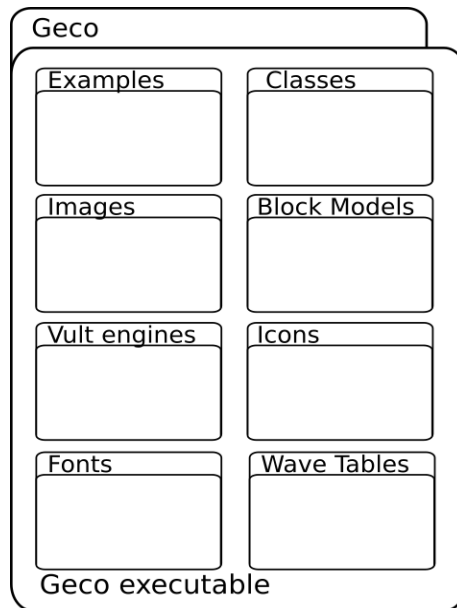 Geco
Examples
Classes
Images
Block Models
Vult engines
Icons
Fonts
Wave Tables
Geco executable